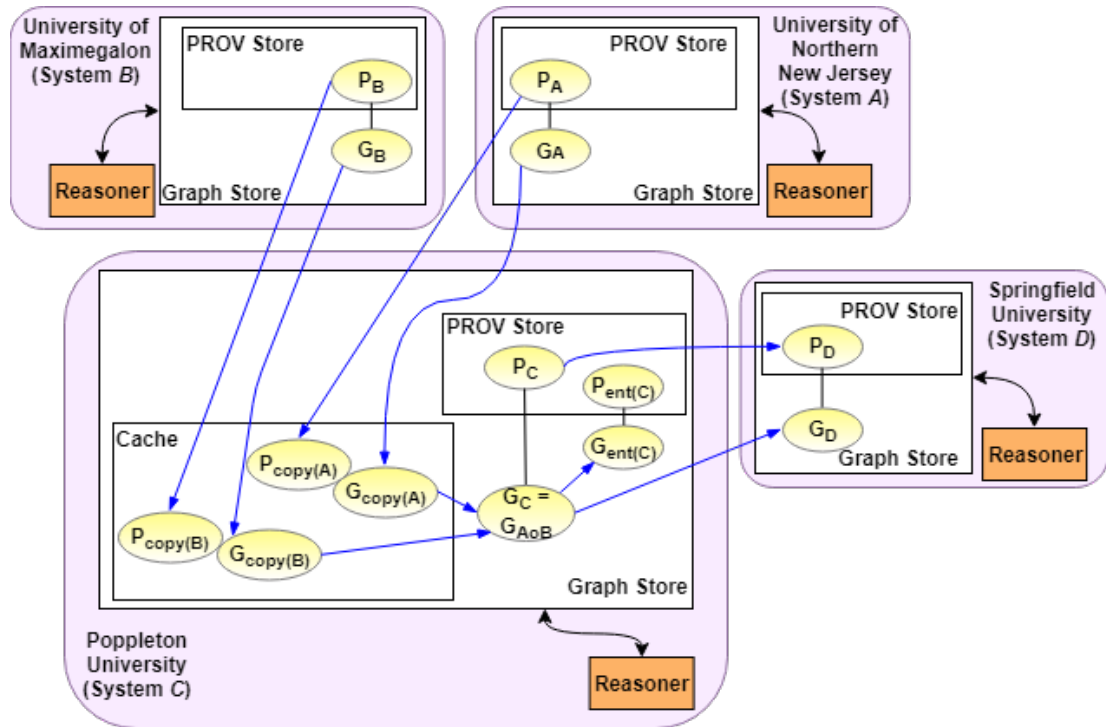 University of
Maximegalon
(System B)
PROV Store
P_B
G_B
Reasoner
Graph Store
PROV Store
P_A
GA
Graph Store
University of
Northern
New Jersey
(System A)
Reasoner
PROV Store
P_C
P_ent(C)
G_ent(C)
Cache
P_copy(A)
G_copy(A)
P_copy(B)
G_copy(B)
G_C =
G_AoB
Graph Store
Poppleton
University
(System C)
Reasoner
PROV Store
P_D
G_D
Graph Store
Springfield
University
(System D)
Reasoner